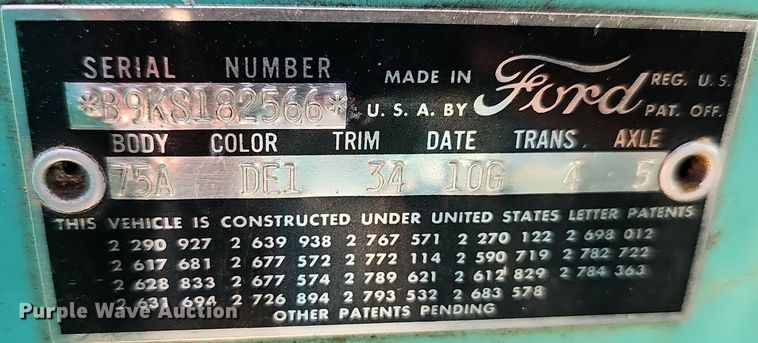 SERIAL NUMBER
*B9KS182566*
MADE IN
U. S. A. BY
Ford
REG. U. S.
PAT. OFF.
BODY COLOR TRIM DATE TRANS AXLE
75A DE1 34 10G 4 5
THIS VEHICLE IS CONSTRUCTED UNDER UNITED STATES LETTER PATENTS
2 290 927 2 639 938 2 767 571 2 270 122 2 698 012
2 617 681 2 677 572 2 772 114 2 590 719 2 782 722
2 628 833 2 677 574 2 789 621 2 612 829 2 784 363
2 631 694 2 726 894 2 793 532 2 683 578
OTHER PATENTS PENDING
Purple Wave Auction